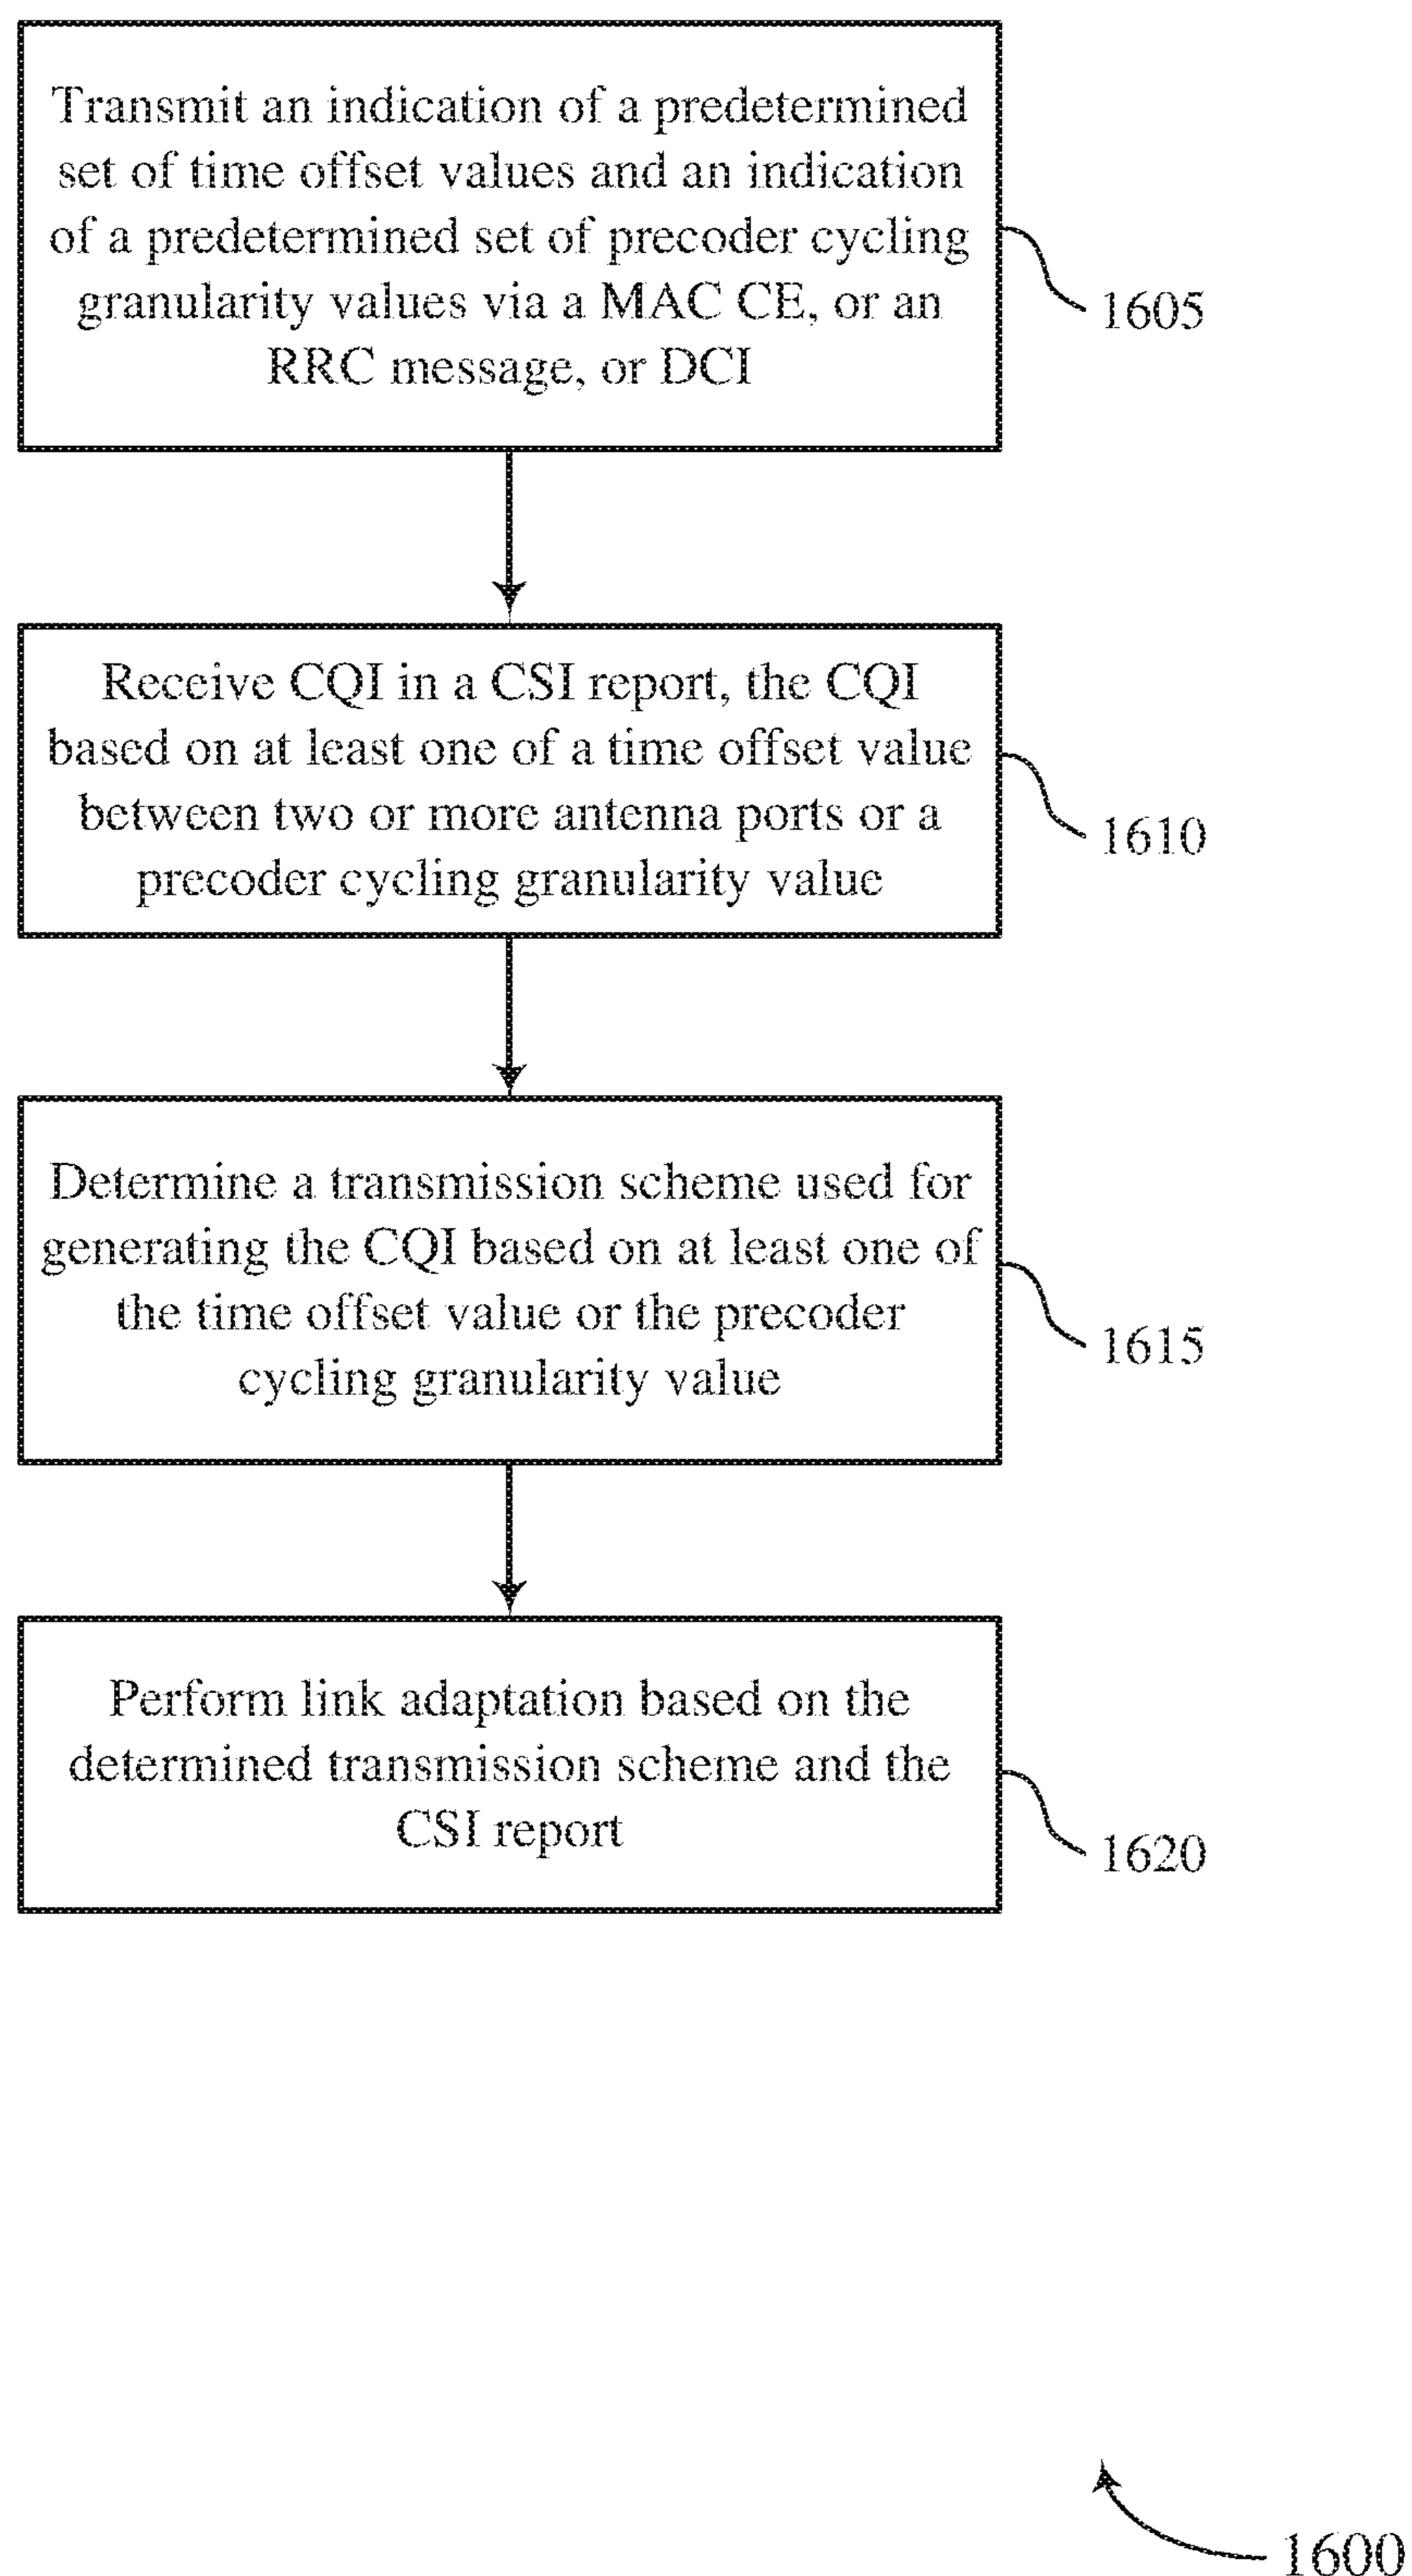 Transmit an indication of a predetermined
set of time offset values and an indication
of a predetermined set of precoder cycling
granularity values via a MAC CE, or an
RRC message, or DCI
1605
Receive CQI in a CSI report, the CQI
based on at least one of a time offset value
between two or more antenna ports or a
precoder cycling granularity value
1610
Determine a transmission scheme used for
generating the CQI based on at least one of
the time offset value or the precoder
cycling granularity value
1615
Perform link adaptation based on the
determined transmission scheme and the
CSI report
1620
1600